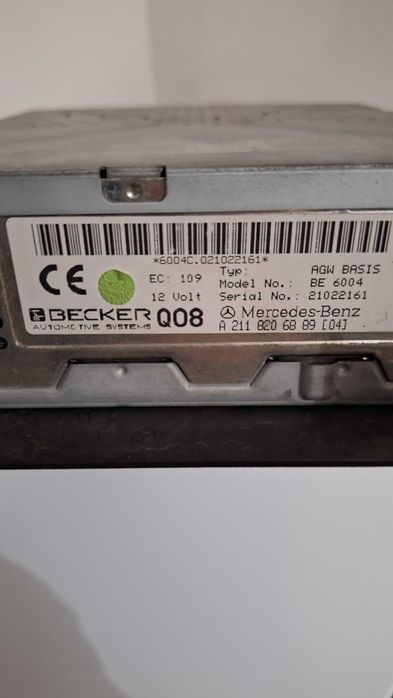 *6004C.021022161*
CE EC: 109 Typ: AGW BASIS
Model No.: BE 6004
12 Volt Serial No.: 21022161
BECKER Q08 Mercedes-Benz
AUTOMOTIVE SYSTEMS A 211 820 68 89 [04]